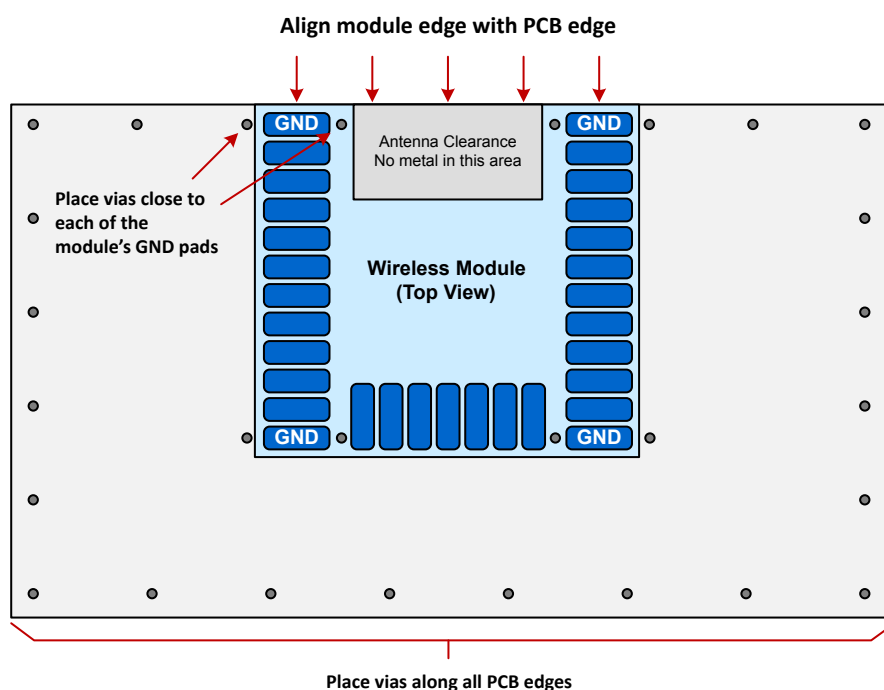 Align module edge with PCB edge
GND
GND
Antenna Clearance
No metal in this area
Place vias close to
each of the
module's GND pads
Wireless Module
(Top View)
GND
GND
Place vias along all PCB edges